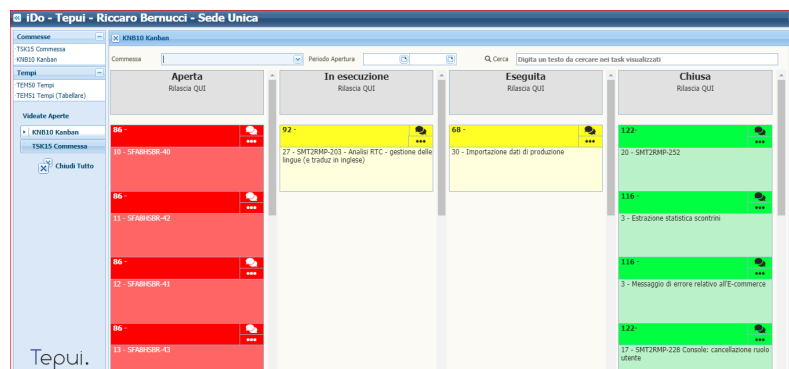 iDo - Tepui - Riccaro Bernucci - Sede Unica
Commesse
TSK15 Commessa
KNB10 Kanban
Tempi
TEM50 Tempi
TEM51 Tempi (Tabellare)
Videate Aperte
KNB10 Kanban
TSK15 Commessa
Chiudi Tutto
Tepui.
KNB10 Kanban
Commessa
Periodo Apertura
Cerca
Digita un testo da cercare nei task visualizzati
Aperta
Rilascia QUI
86 -
10 - SFABHSBR-40
86 -
11 - SFABHSBR-42
86 -
12 - SFABHSBR-41
86 -
13 - SFABHSBR-43
In esecuzione
Rilascia QUI
92 -
27 - SMT2RMP-203 - Analisi RTC - gestione delle
lingue (e traduz in inglese)
Eseguita
Rilascia QUI
68 -
30 - Importazione dati di produzione
Chiusa
Rilascia QUI
122-
20 - SMT2RMP-252
116 -
3 - Estrazione statistica scontrini
116 -
3 - Messaggio di errore relativo all'E-commerce
122-
17 - SMT2RMP-228 Console: cancellazione ruolo
utente